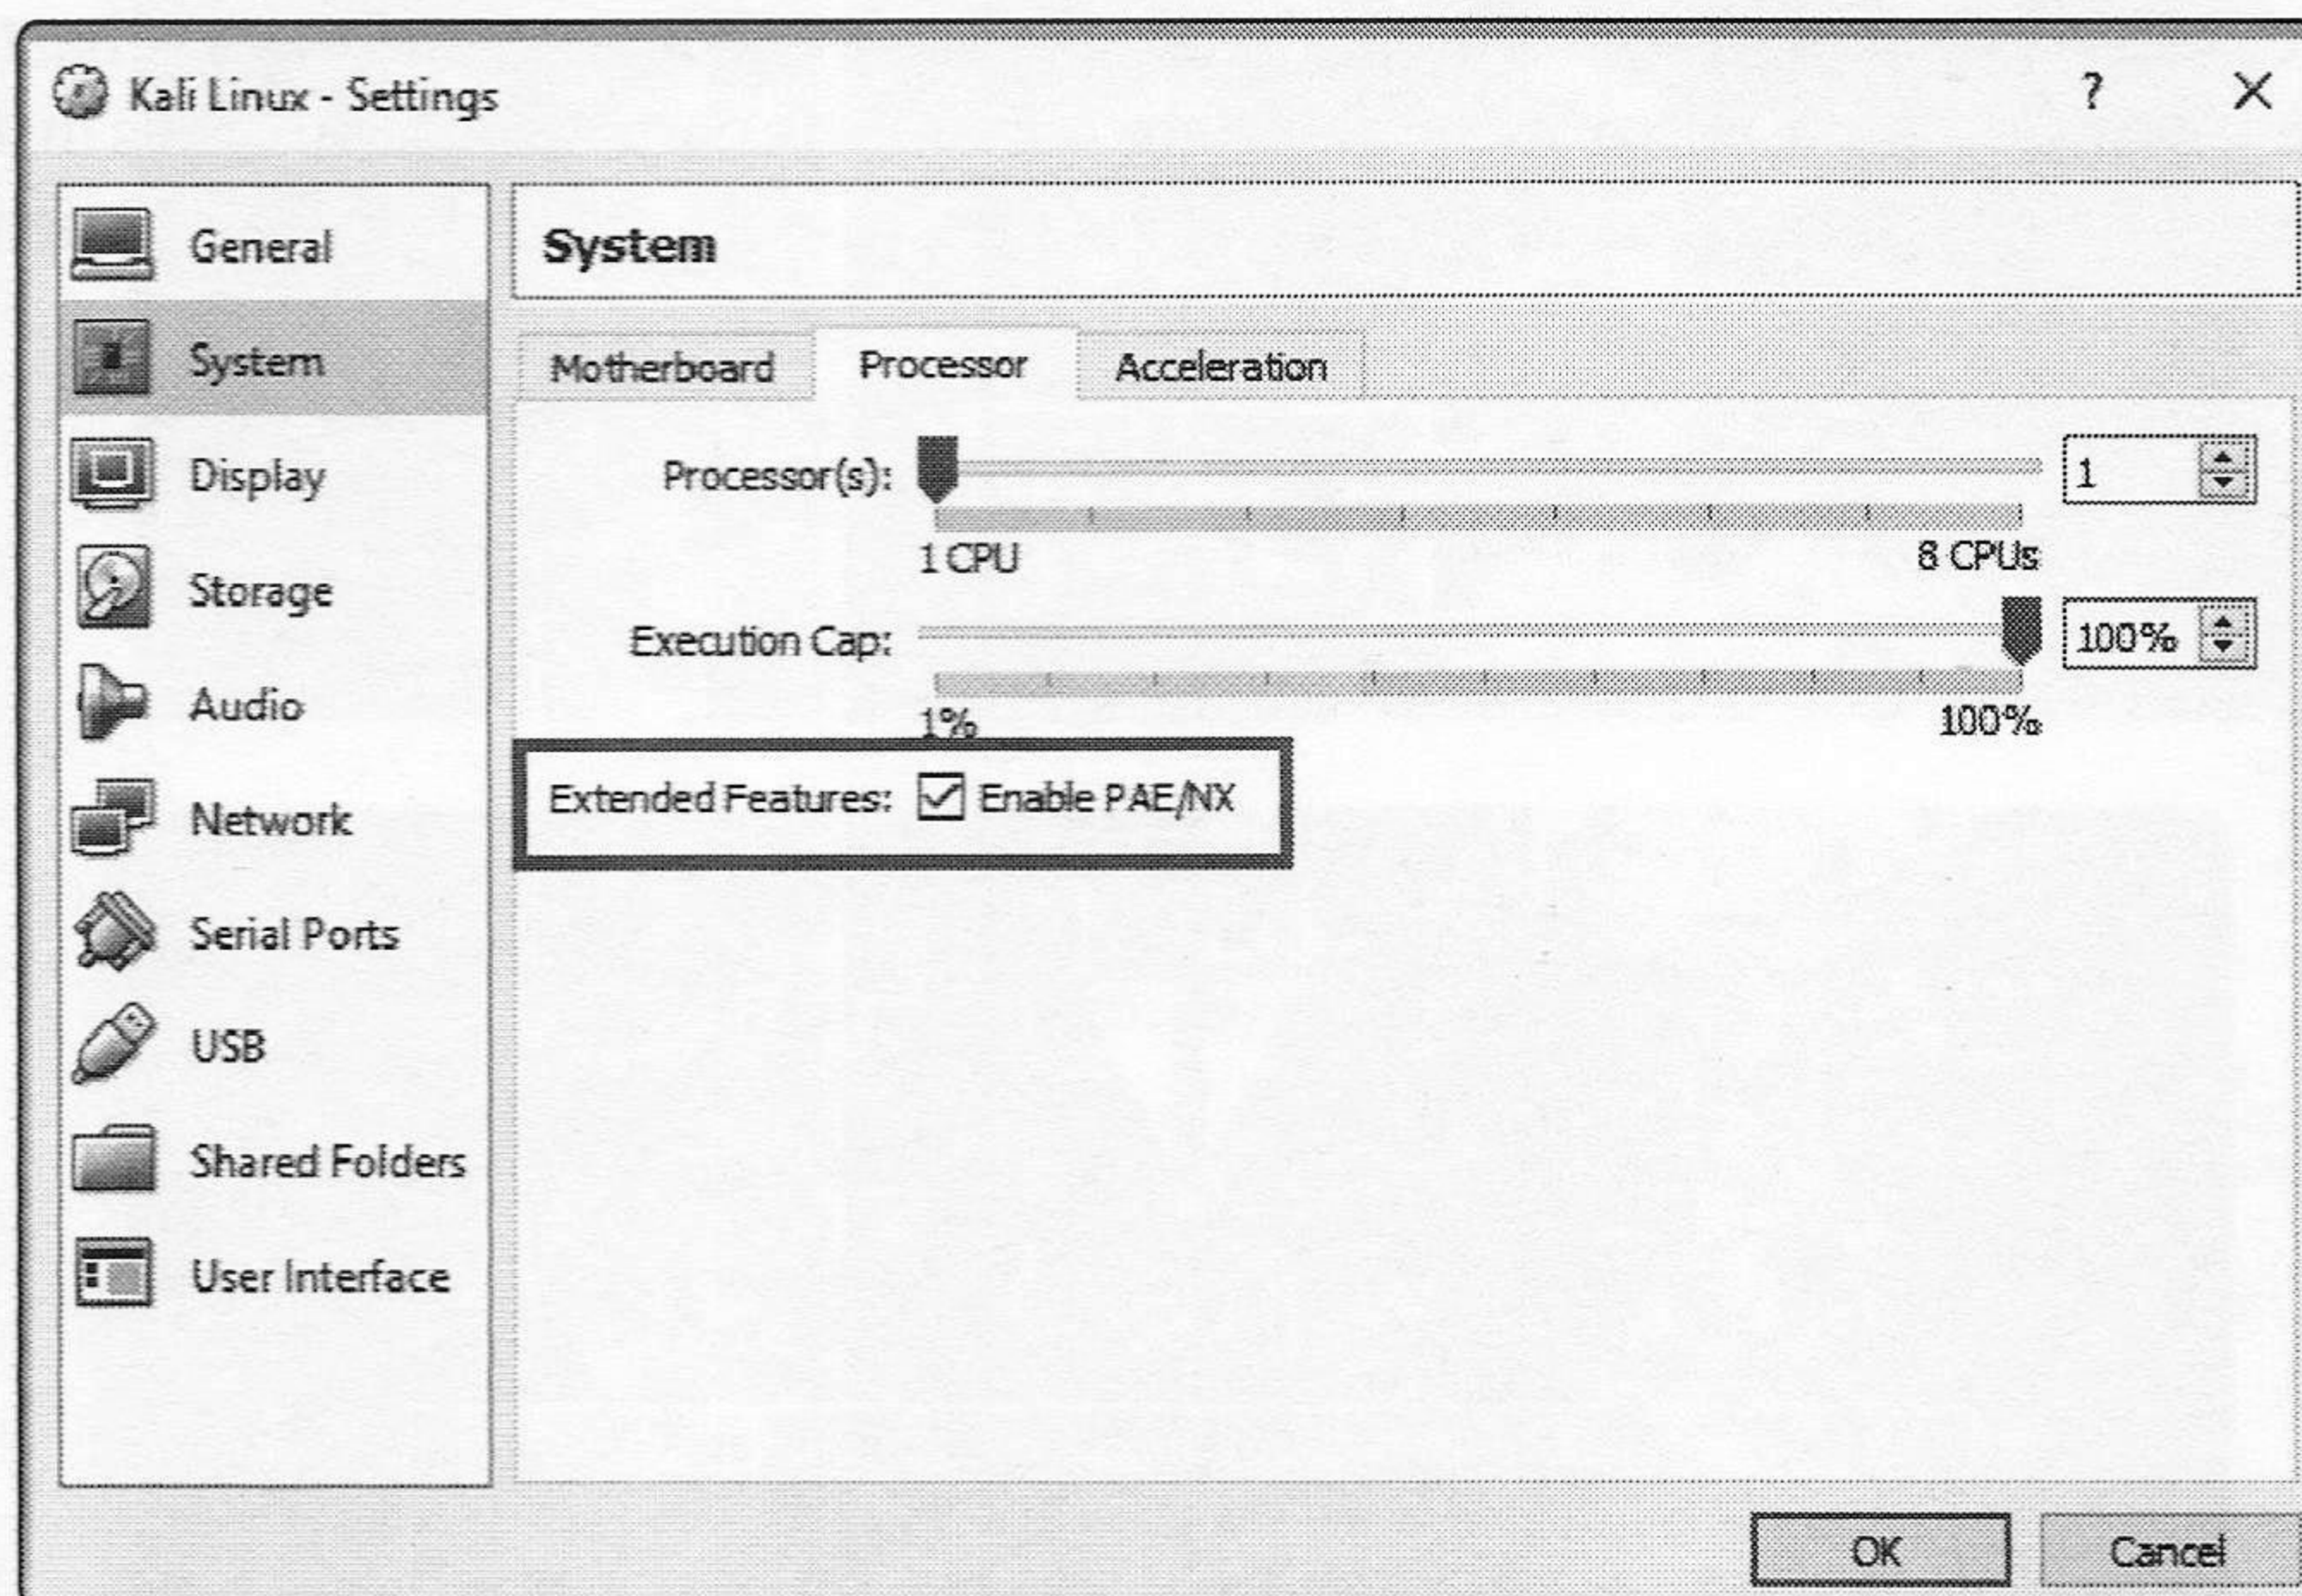 Kali Linux - Settings ? X
General
System
Display
Storage
Audio
Network
Serial Ports
USB
Shared Folders
User Interface
System
Motherboard Processor Acceleration
Processor(s): 1
1 CPU 8 CPUs
Execution Cap: 100%
1% 100%
Extended Features: Enable PAE/NX
OK Cancel